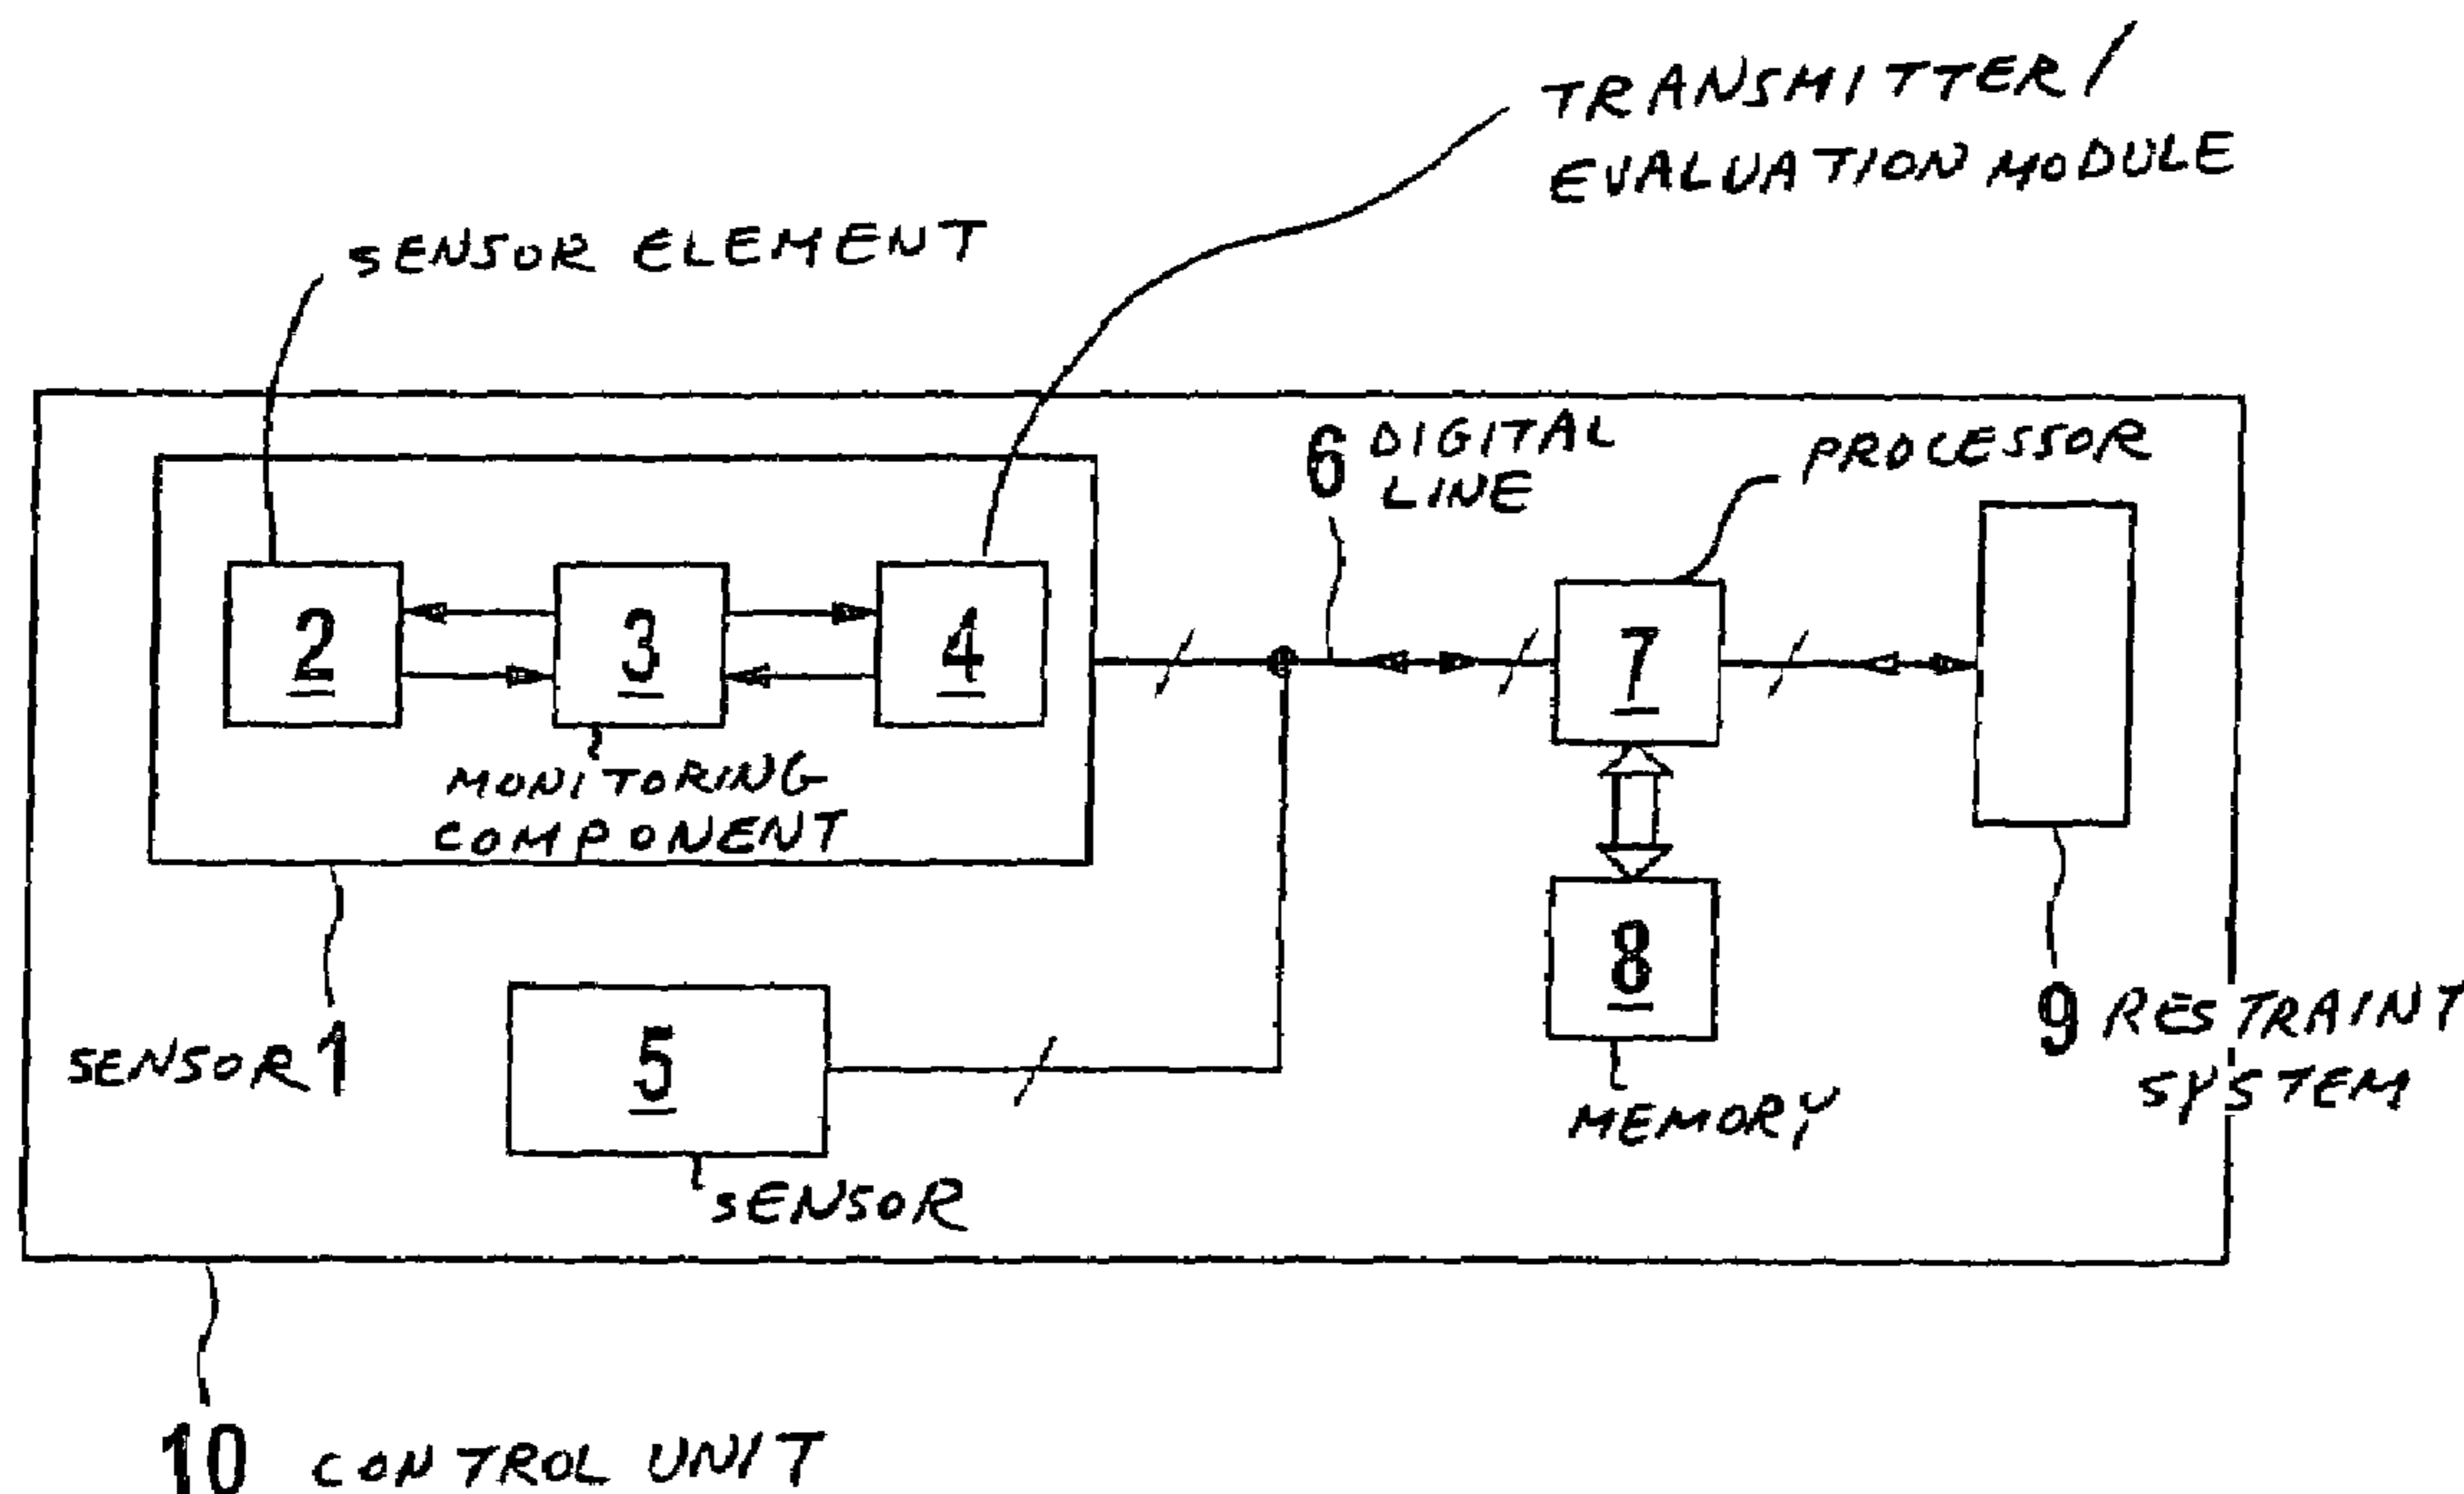 TRANSMITTER/
EVALUATION MODULE
SENSOR ELEMENT
6 DIGITAL
LINE
PROCESSOR
2
3
4
7
MONITORING
COMPONENT
8
9 RESTRAINT
SYSTEM
SENSOR 1
5
MEMORY
SENSOR
10 CONTROL UNIT